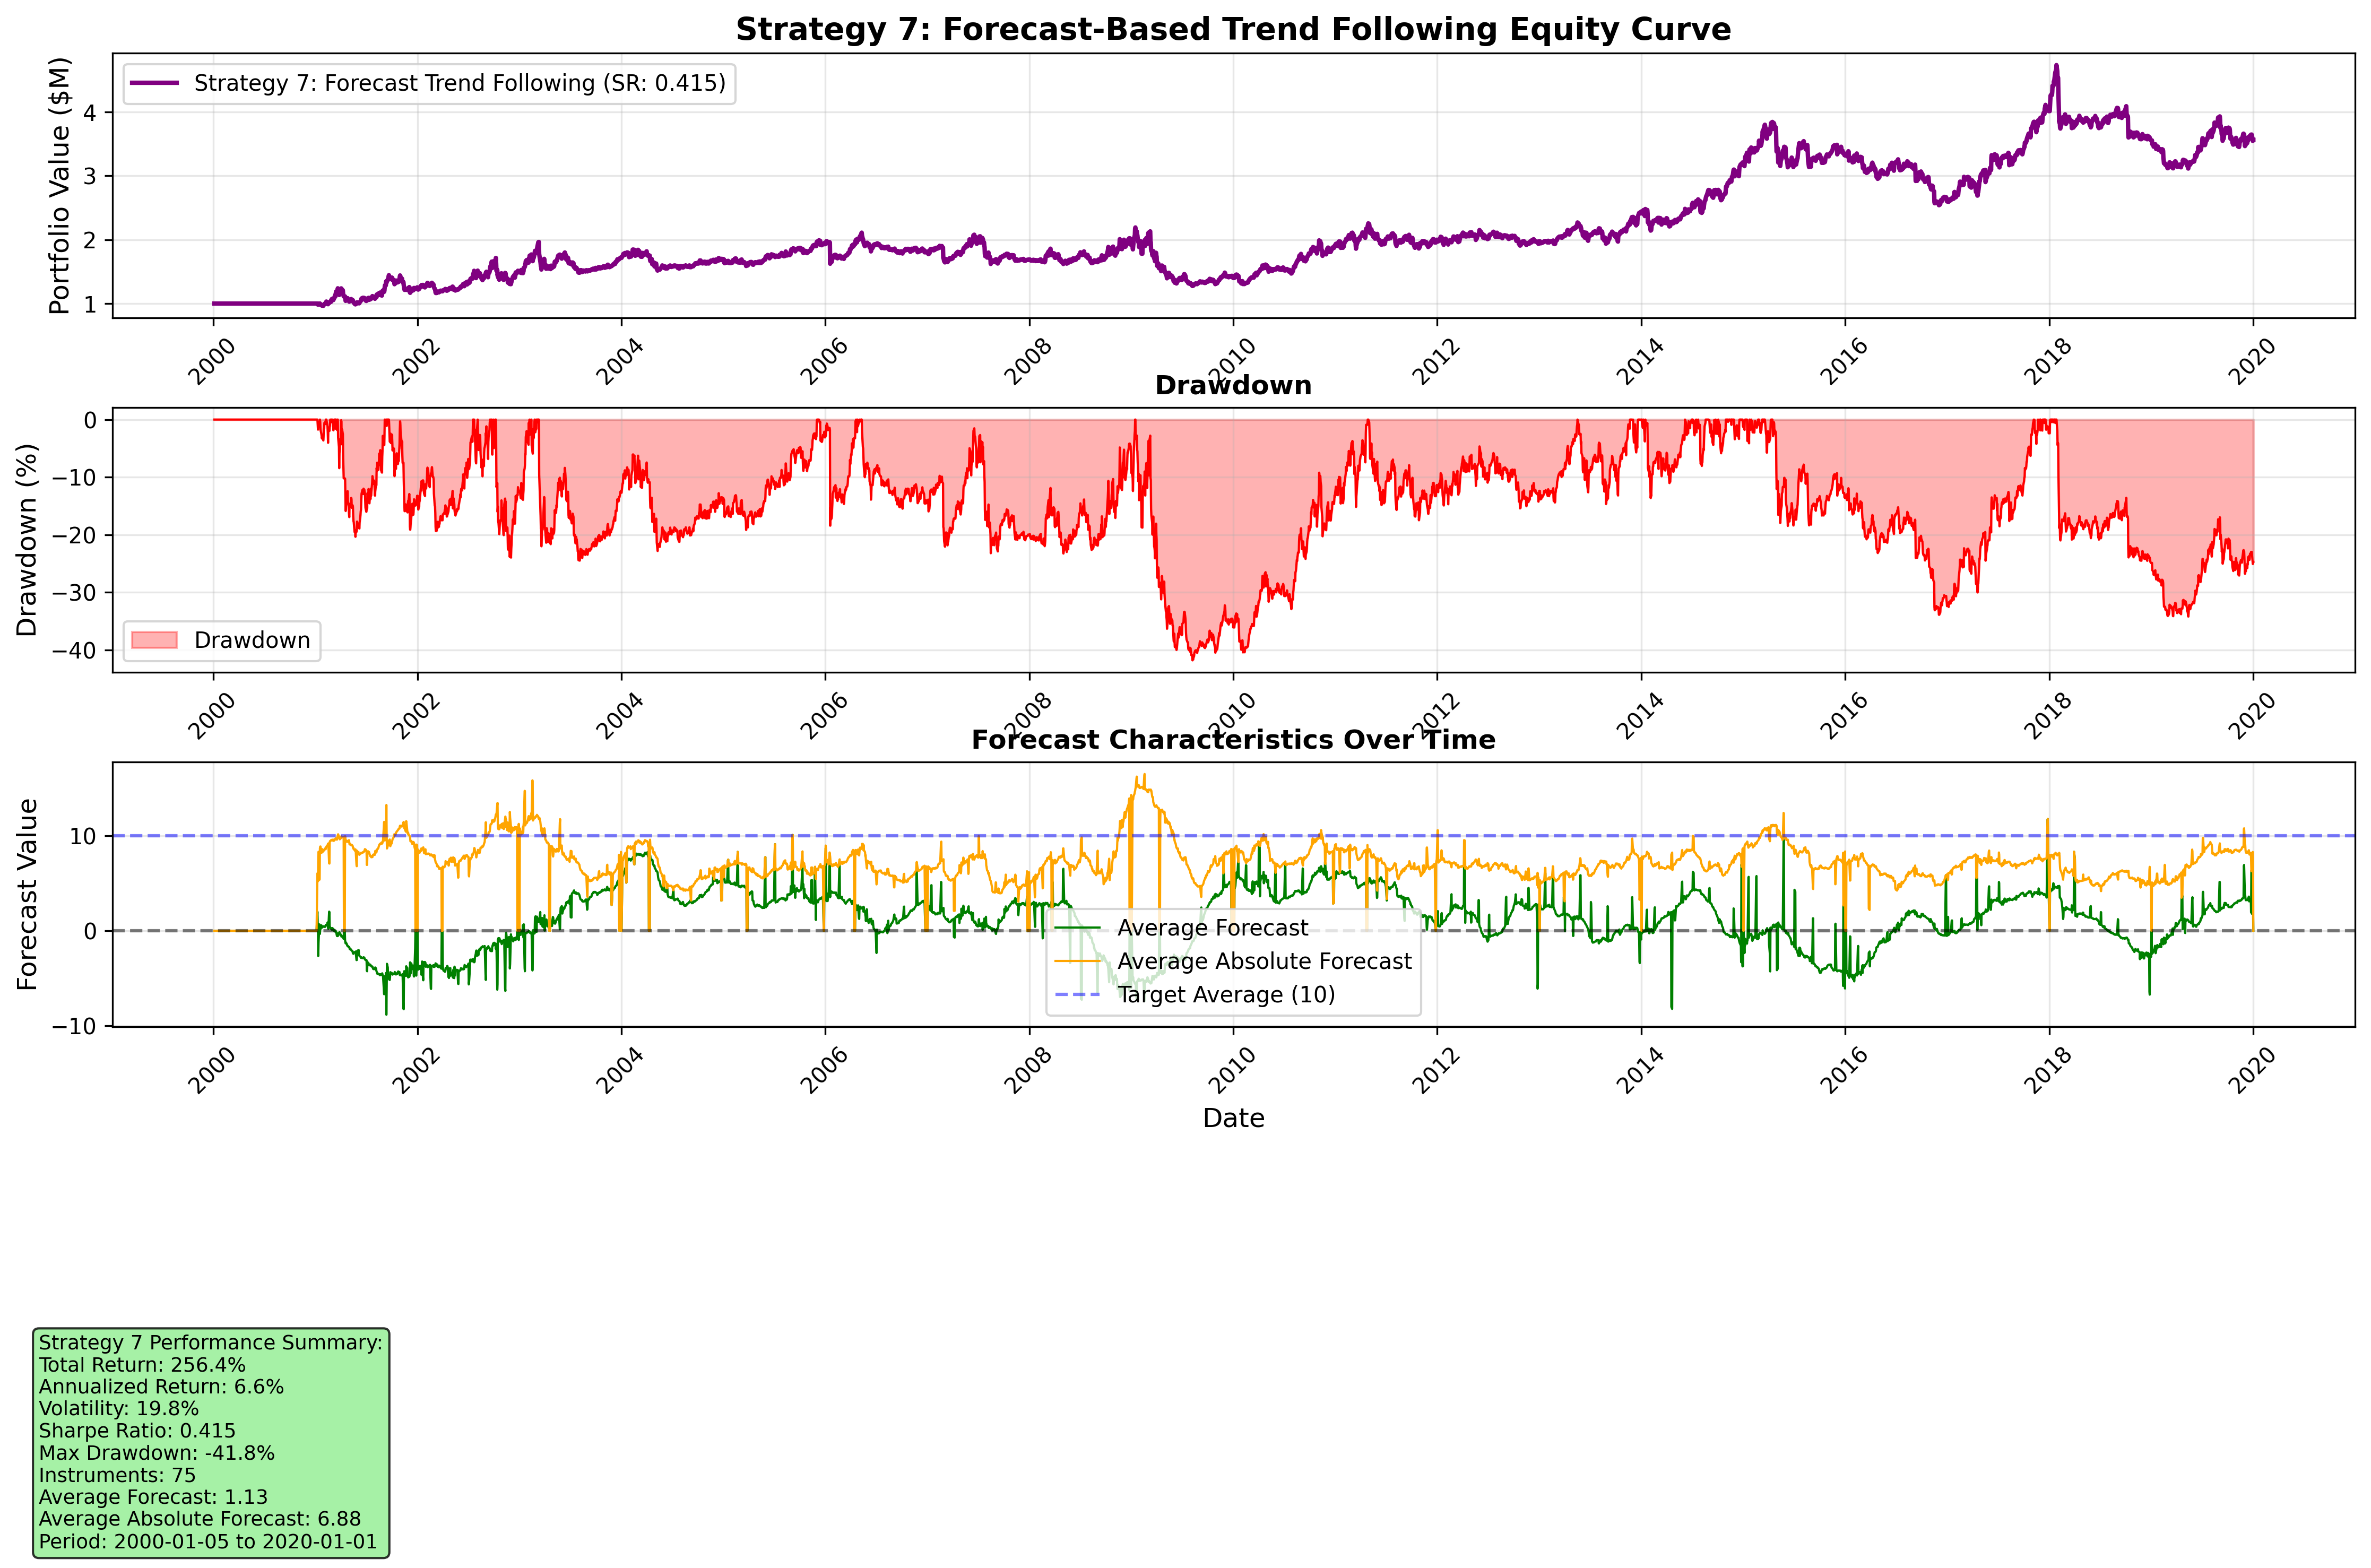 Strategy 7: Forecast-Based Trend Following Equity Curve
Portfolio Value ($M)
Strategy 7: Forecast Trend Following (SR: 0.415)
4
3
2
1
2000 2002 2004 2006 2008 2010 2012 2014 2016 2018 2020
Drawdown
Drawdown (%)
0
−10
−20
−30
−40
Drawdown
2000 2002 2004 2006 2008 2010 2012 2014 2016 2018 2020
Forecast Characteristics Over Time
Forecast Value
10
0
−10
Average Forecast
Average Absolute Forecast
Target Average (10)
2000 2002 2004 2006 2008 2010 2012 2014 2016 2018 2020
Date
Strategy 7 Performance Summary:
Total Return: 256.4%
Annualized Return: 6.6%
Volatility: 19.8%
Sharpe Ratio: 0.415
Max Drawdown: -41.8%
Instruments: 75
Average Forecast: 1.13
Average Absolute Forecast: 6.88
Period: 2000-01-05 to 2020-01-01